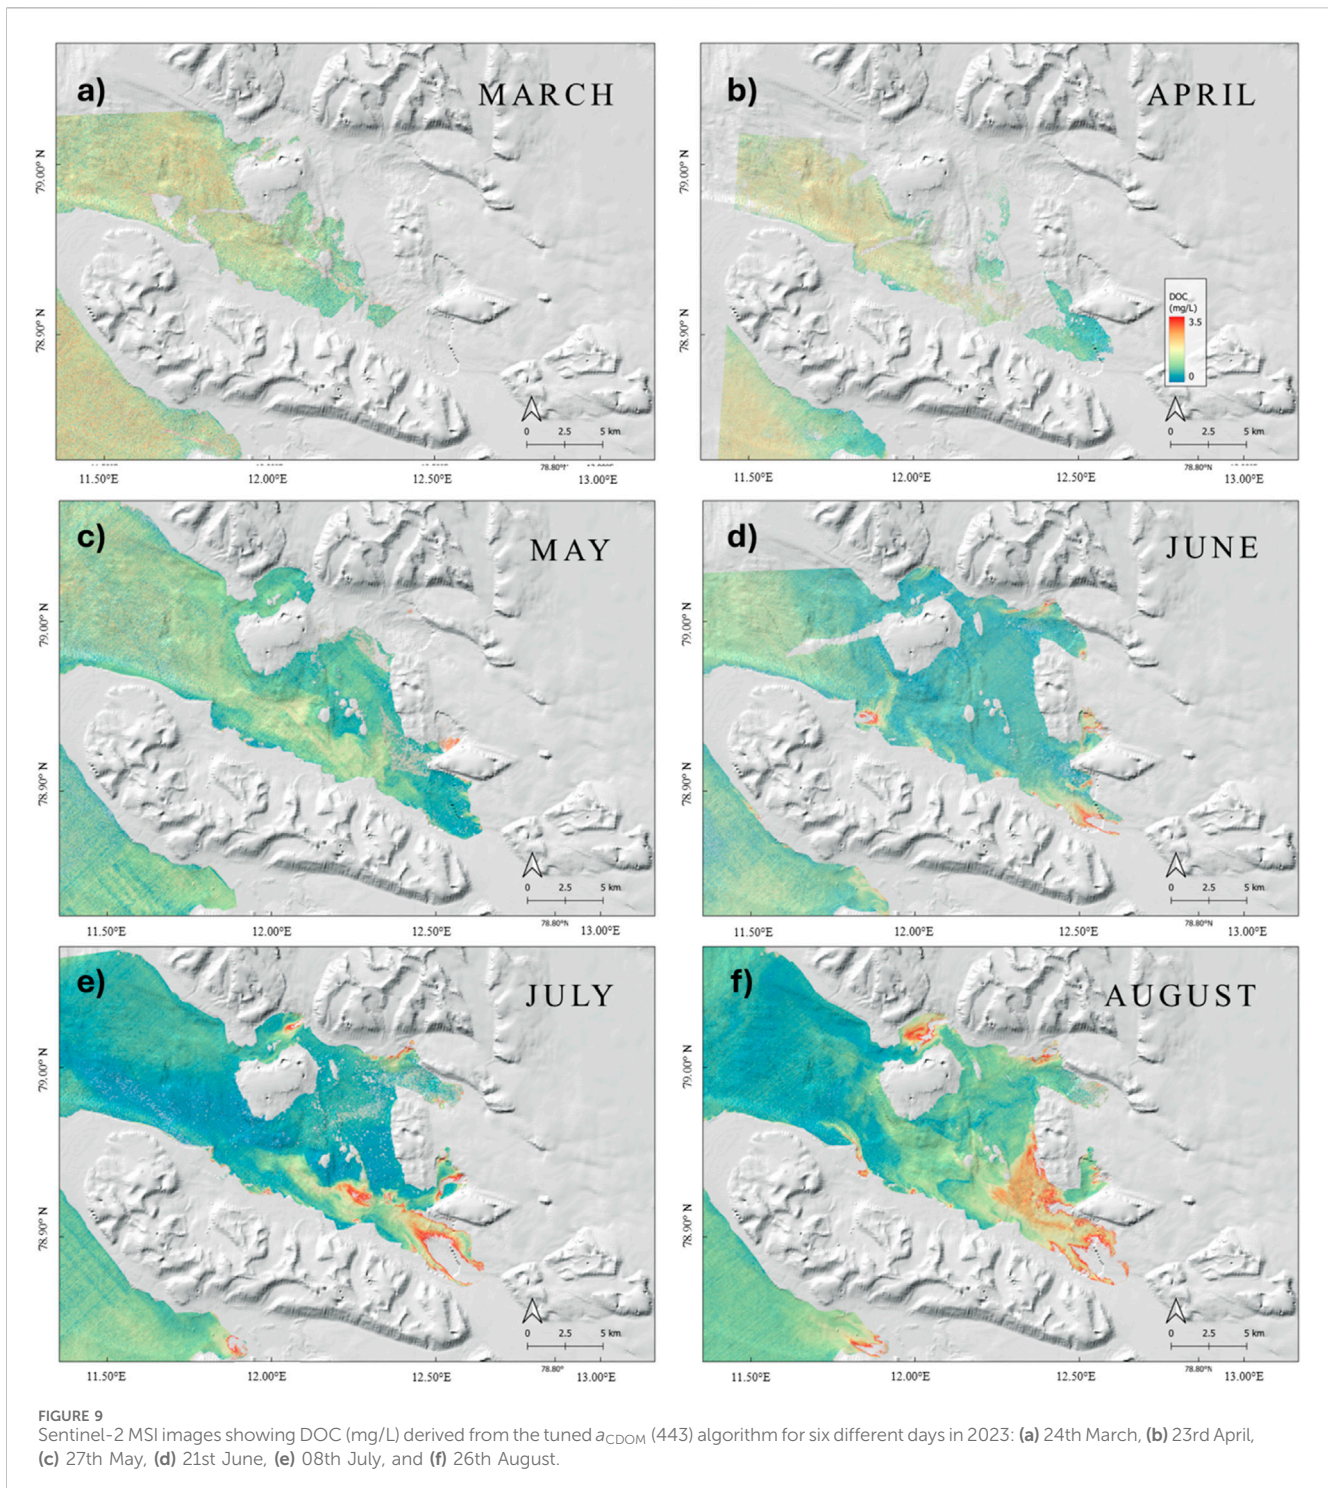 a)
MARCH
79.00° N
78.90° N
0 2.5 5 km
78.80°
11.50°E 12.00°E 12.50°E 13.00°E
b)
APRIL
79.00° N
78.90° N
DOC
(mg/L)
3.5
0
0 2.5 5 km
78.80°N
11.50°E 12.00°E 12.50°E 13.00°E
c)
MAY
79.00° N
78.90° N
0 2.5 5 km
78.80°N
11.50°E 12.00°E 12.50°E 13.00°E
d)
JUNE
79.00° N
78.90° N
0 2.5 5 km
78.80°N
11.50°E 12.00°E 12.50°E 13.00°E
e)
JULY
79.00° N
78.90° N
0 2.5 5 km
78.80°
11.50°E 12.00°E 12.50°E 13.00°E
f)
AUGUST
79.00° N
78.90° N
0 2.5 5 km
78.80°N
11.50°E 12.00°E 12.50°E 13.00°E
FIGURE 9
Sentinel-2 MSI images showing DOC (mg/L) derived from the tuned aCDOM (443) algorithm for six different days in 2023: (a) 24th March, (b) 23rd April,
(c) 27th May, (d) 21st June, (e) 08th July, and (f) 26th August.